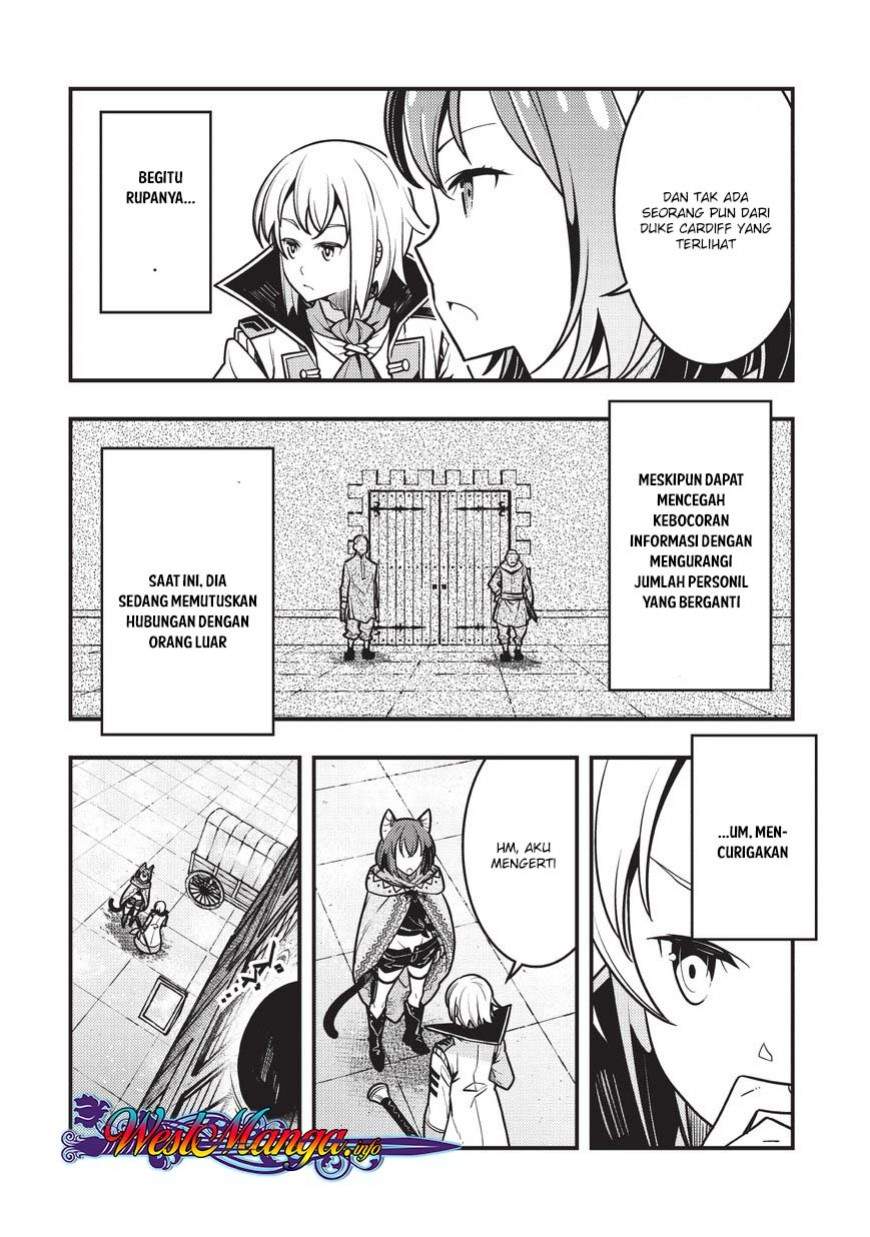 DAN TAK ADA
SEORANG PUN DARI
DUKE CARDIFF YANG
TERLIHAT
BEGITU
RUPANYA...
MESKIPUN DAPAT
MENCEGAH
KEBOCORAN
INFORMASI DENGAN
MENGURANGI
JUMLAH PERSONIL
YANG BERGANTI
SAAT INI, DIA
SEDANG MEMUTUSKAN
HUBUNGAN DENGAN
ORANG LUAR
...UM, MEN-
CURIGAKAN
HM, AKU
MENGERTI
WestManga.info